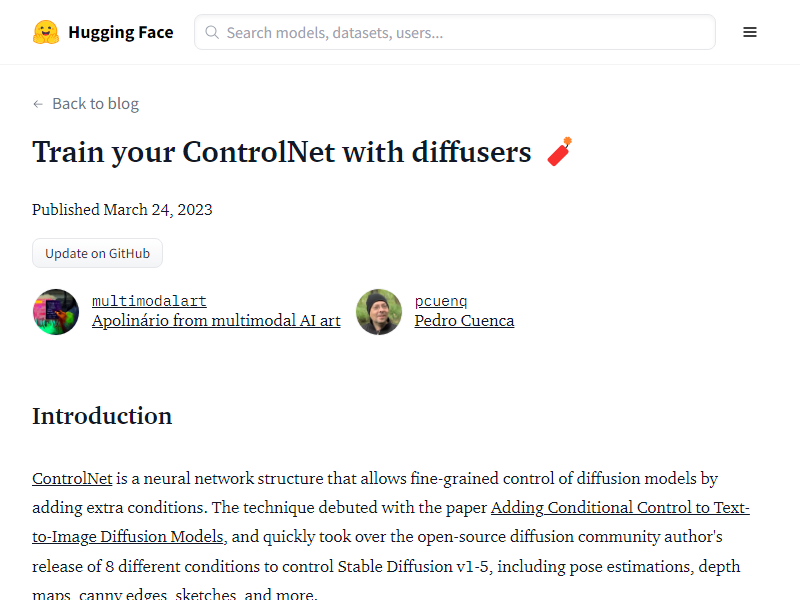 Hugging Face
Search models, datasets, users...
← Back to blog
Train your ControlNet with diffusers 🧨
Published March 24, 2023
Update on GitHub
multimodalart
Apolinário from multimodal AI art
pcuenq
Pedro Cuenca
Introduction
ControlNet is a neural network structure that allows fine-grained control of diffusion models by
adding extra conditions. The technique debuted with the paper Adding Conditional Control to Text-
to-Image Diffusion Models, and quickly took over the open-source diffusion community author's
release of 8 different conditions to control Stable Diffusion v1-5, including pose estimations, depth
maps, canny edges, sketches, and more.